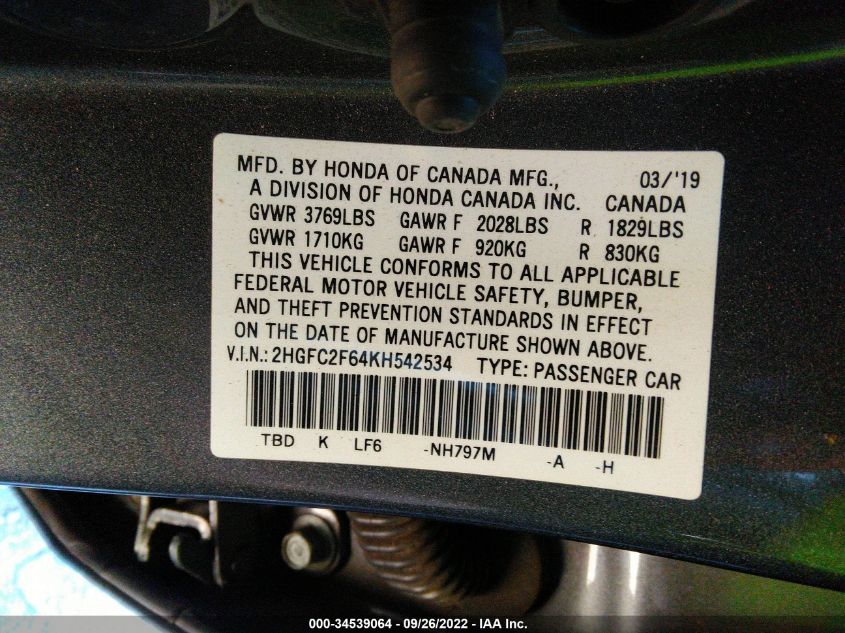 MFD. BY HONDA OF CANADA MFG., 03/'19
A DIVISION OF HONDA CANADA INC. CANADA
GVWR 3769LBS GAWR F 2028LBS R 1829LBS
GVWR 1710KG GAWR F 920KG R 830KG
THIS VEHICLE CONFORMS TO ALL APPLICABLE
FEDERAL MOTOR VEHICLE SAFETY, BUMPER,
AND THEFT PREVENTION STANDARDS IN EFFECT
ON THE DATE OF MANUFACTURE SHOWN ABOVE.
V.I.N.: 2HGFC2F64KH542534 TYPE: PASSENGER CAR
TBD K LF6 -NH797M -A -H
000-34539064 - 09/26/2022 - IAA Inc.